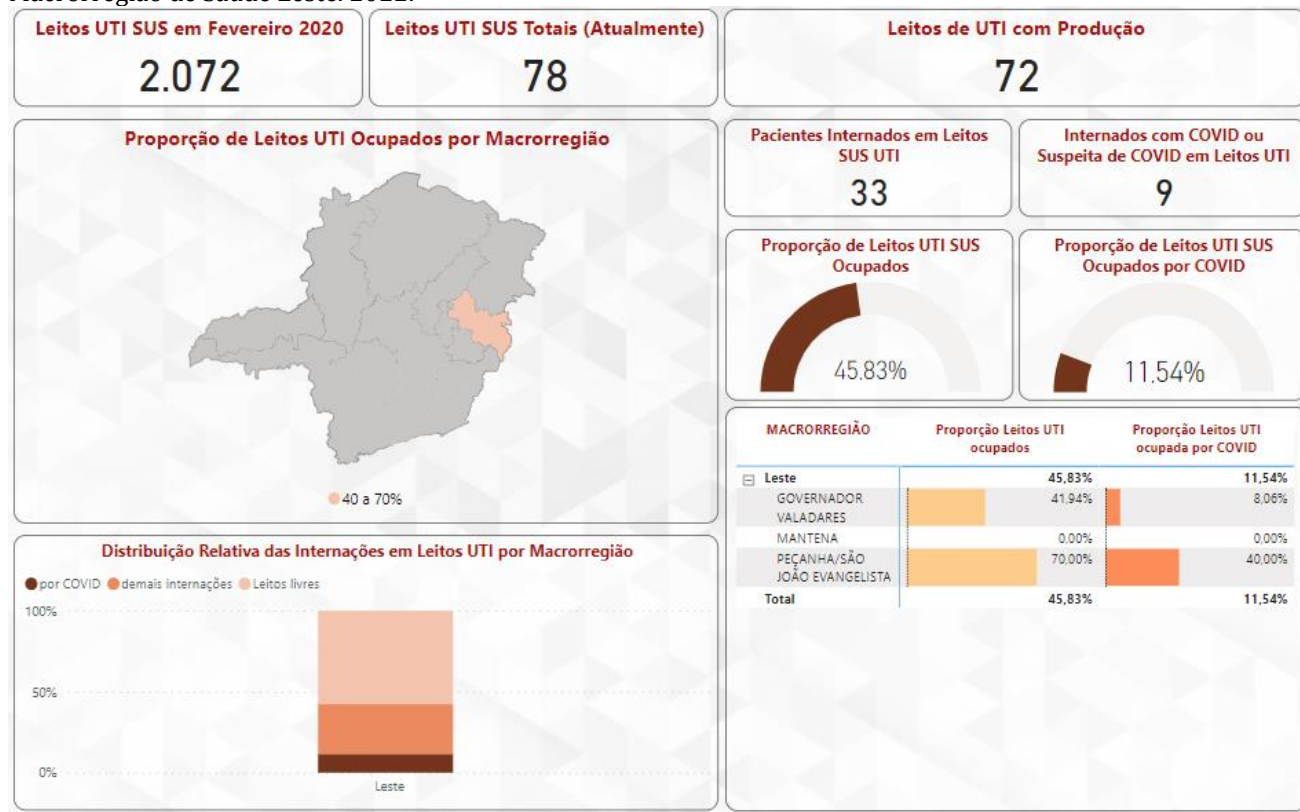 Macrorregião de Saúde Leste. 2022.
Leitos UTI SUS em Fevereiro 2020
2.072
Leitos UTI SUS Totais (Atualmente)
78
Leitos de UTI com Produção
72
Proporção de Leitos UTI Ocupados por Macrorregião
40 a 70%
Pacientes Internados em Leitos
SUS UTI
33
Internados com COVID ou
Suspeita de COVID em Leitos UTI
9
Proporção de Leitos UTI SUS
Ocupados
45.83%
Proporção de Leitos UTI SUS
Ocupados por COVID
11.54%
Distribuição Relativa das Internações em Leitos UTI por Macrorregião
por COVID demais internações Leitos livres
100%
50%
0%
Leste
MACRORREGIÃO Proporção Leitos UTI Proporção Leitos UTI
ocupados ocupada por COVID
Leste 45,83% 11,54%
GOVERNADOR 41,94% 8,06%
VALADARES
MANTENA 0,00% 0,00%
PEÇANHA/SÃO 70,00% 40,00%
JOÃO EVANGELISTA
Total 45,83% 11,54%